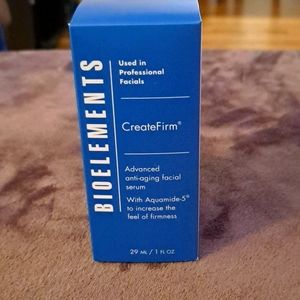 BIOELEMENTS
Used in
Professional
Facials
CreateFirm®
Advanced
anti-aging facial
serum
With Aquamide-5™
to increase the
feel of firmness
29 ML / 1 FL OZ